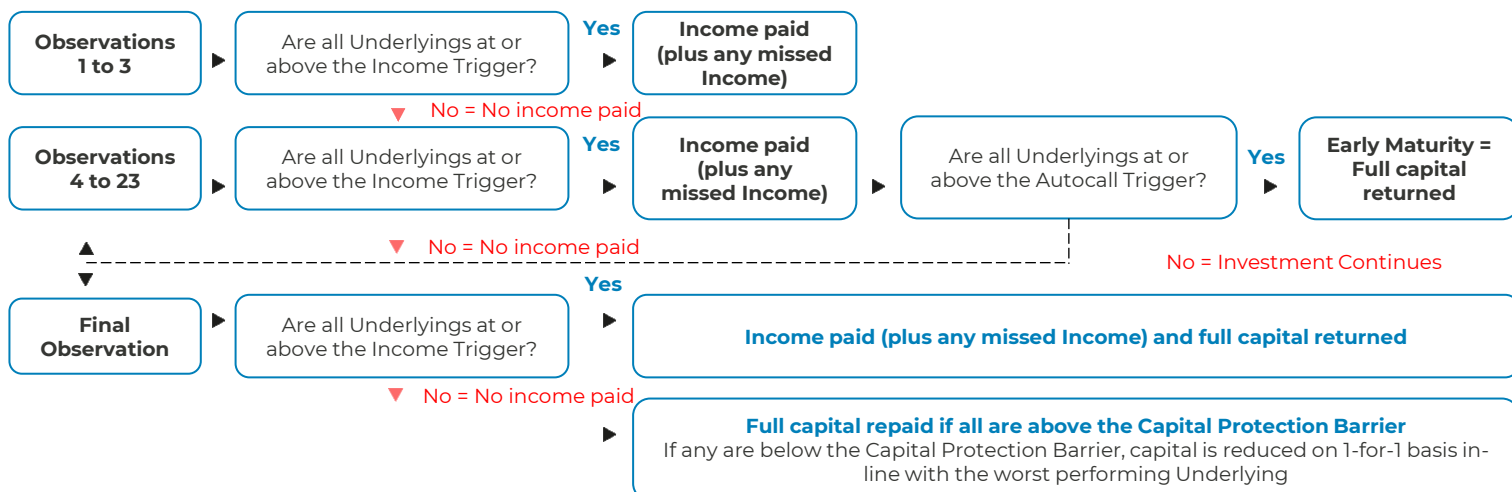 Observations
1 to 3
Are all Underlyings at or
above the Income Trigger?
Yes
Income paid
(plus any missed
Income)
No = No income paid
Observations
4 to 23
Are all Underlyings at or
above the Income Trigger?
Yes
Income paid
(plus any
missed Income)
Are all Underlyings at or
above the Autocall Trigger?
Yes
Early Maturity =
Full capital
returned
No = No income paid
No = Investment Continues
Final
Observation
Are all Underlyings at or
above the Income Trigger?
Yes
Income paid (plus any missed Income) and full capital returned
No = No income paid
Full capital repaid if all are above the Capital Protection Barrier
If any are below the Capital Protection Barrier, capital is reduced on 1-for-1 basis in-
line with the worst performing Underlying